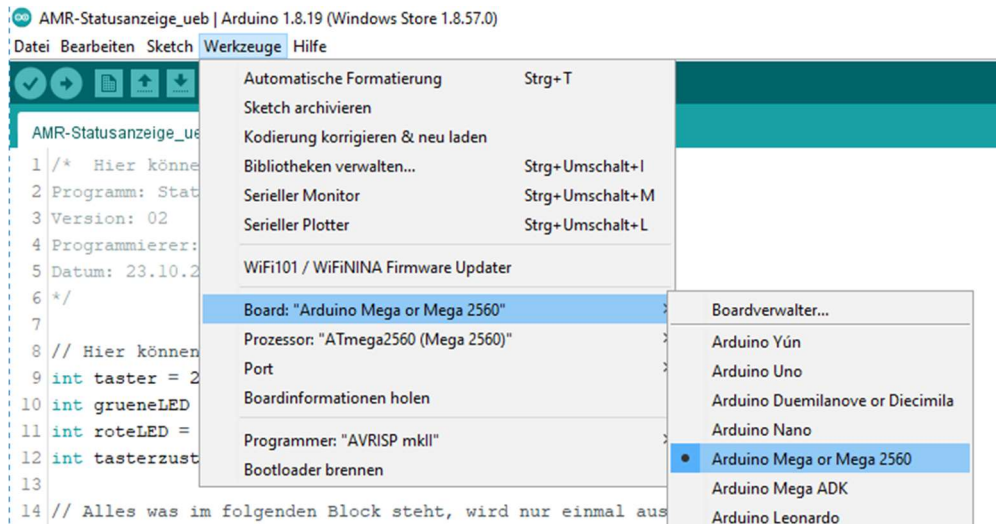 AMR-Statusanzeige_ueb | Arduino 1.8.19 (Windows Store 1.8.57.0)
Datei Bearbeiten Sketch Werkzeuge Hilfe
AMR-Statusanzeige_ue
Automatische Formatierung Strg+T
Sketch archivieren
Kodierung korrigieren & neu laden
Bibliotheken verwalten... Strg+Umschalt+I
Serieller Monitor Strg+Umschalt+M
Serieller Plotter Strg+Umschalt+L
WiFi101 / WiFiNINA Firmware Updater
Board: "Arduino Mega or Mega 2560"
Prozessor: "ATmega2560 (Mega 2560)"
Port
Boardinformationen holen
Programmer: "AVRISP mkII"
Bootloader brennen
Boardverwalter...
Arduino Yún
Arduino Uno
Arduino Duemilanove or Diecimila
Arduino Nano
Arduino Mega or Mega 2560
Arduino Mega ADK
Arduino Leonardo
1 /* Hier könne
2 Programm: Stat
3 Version: 02
4 Programmierer:
5 Datum: 23.10.2
6 */
7
8 // Hier können
9 int taster = 2
10 int grueneLED
11 int roteLED =
12 int tasterzust
13
14 // Alles was im folgenden Block steht, wird nur einmal aus